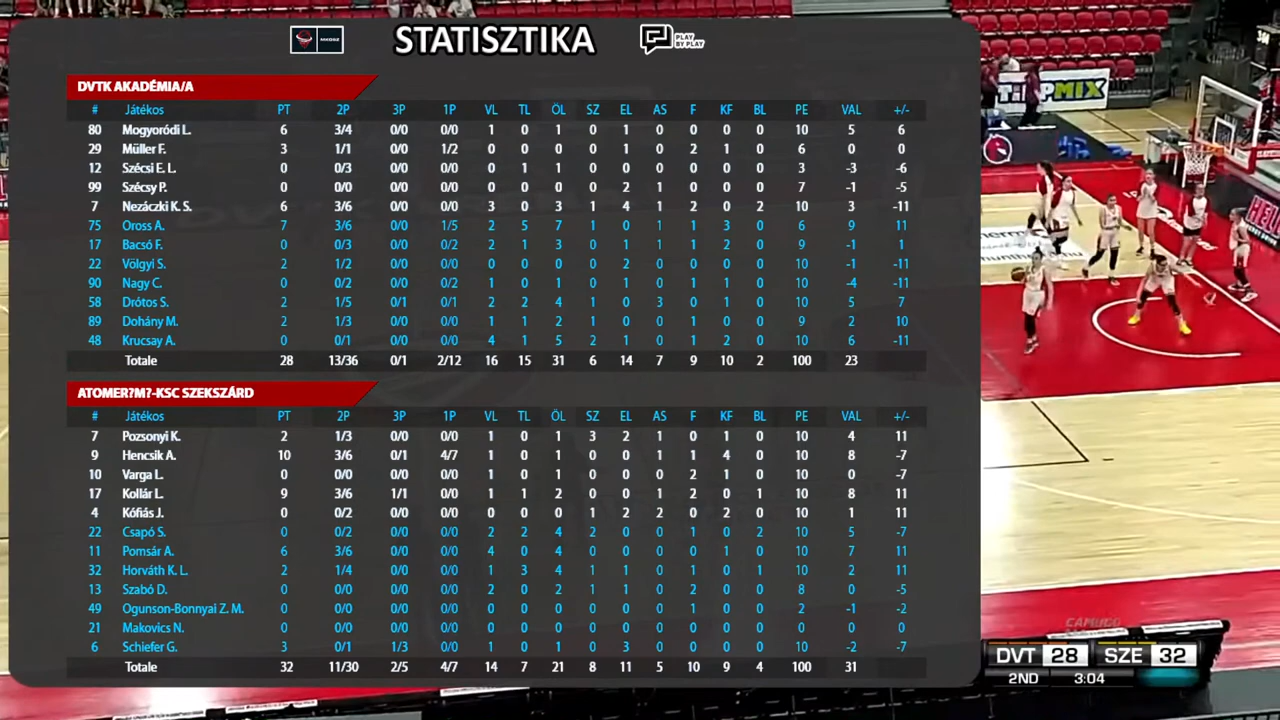 STATISZTIKA
PLAY
BY PLAY
DVTK AKADÉMIA/A
# Játékos PT 2P 3P 1P VL TL ÖL SZ EL AS F KF BL PE VAL +/-
80 Mogyoródi L. 6 3/4 0/0 0/0 1 0 1 0 1 0 0 0 0 10 5 6
29 Müller F. 3 1/1 0/0 1/2 0 0 0 0 1 0 2 1 0 6 0 0
12 Szécsi E. L. 0 0/3 0/0 0/0 0 1 1 0 0 0 0 0 0 3 -3 -6
99 Szécsy P. 0 0/0 0/0 0/0 0 0 0 0 2 1 0 0 0 7 -1 -5
7 Nezáczki K. S. 6 3/6 0/0 0/0 3 0 3 1 4 1 2 0 2 10 3 -11
75 Oross A. 7 3/6 0/0 1/5 2 5 7 1 0 1 1 3 0 6 9 11
17 Bacsó F. 0 0/3 0/0 0/2 2 1 3 1 1 1 1 2 0 9 -1 1
22 Völgyi S. 2 1/2 0/0 0/0 0 0 0 0 2 0 0 0 0 10 -1 -11
90 Nagy C. 0 0/2 0/0 0/2 1 0 1 0 1 0 1 1 0 10 -4 -11
58 Drótos S. 2 1/5 0/1 0/1 2 2 4 1 0 3 0 1 0 10 5 7
89 Dohány M. 2 1/3 0/0 0/0 1 1 2 1 0 0 1 0 0 9 2 10
48 Krucsay A. 0 0/1 0/0 0/0 4 1 5 2 1 0 1 2 0 10 6 -11
Totale 28 13/36 0/1 2/12 16 15 31 6 14 7 9 10 2 100 23
ATOMER?M?-KSC SZEKSZÁRD
# Játékos PT 2P 3P 1P VL TL ÖL SZ EL AS F KF BL PE VAL +/-
7 Pozsonyi K. 2 1/3 0/0 0/0 1 0 1 3 2 1 0 1 0 10 4 11
9 Hencsik A. 10 3/6 0/1 4/7 1 0 1 0 0 1 1 4 0 10 8 -7
10 Varga L. 0 0/0 0/0 0/0 1 0 1 0 0 0 2 1 0 10 0 -7
17 Kollár L. 9 3/6 1/1 0/0 1 1 2 0 0 1 2 0 1 10 8 11
4 Kófiás J. 0 0/2 0/0 0/0 0 0 0 1 2 2 0 2 0 10 1 11
22 Csapó S. 0 0/2 0/0 0/0 2 2 4 2 0 0 1 0 2 10 5 -7
11 Pomsár A. 6 3/6 0/0 0/0 4 0 4 0 0 0 0 1 0 10 7 11
32 Horváth K. L. 2 1/4 0/0 0/0 1 3 4 1 1 0 1 0 1 10 2 11
13 Szabó D. 0 0/0 0/0 0/0 2 0 2 1 1 0 2 0 0 8 0 -5
49 Ogunson-Bonnyai Z. M. 0 0/0 0/0 0/0 0 0 0 0 0 0 1 0 0 2 -1 -2
21 Makovics N. 0 0/0 0/0 0/0 0 0 0 0 0 0 0 0 0 0 0 0
6 Schiefer G. 3 0/1 1/3 0/0 1 0 1 0 3 0 0 0 0 10 -2 -7
Totale 32 11/30 2/5 4/7 14 7 21 8 11 5 10 9 4 100 31
DVT 28 SZE 32
2ND 3:04